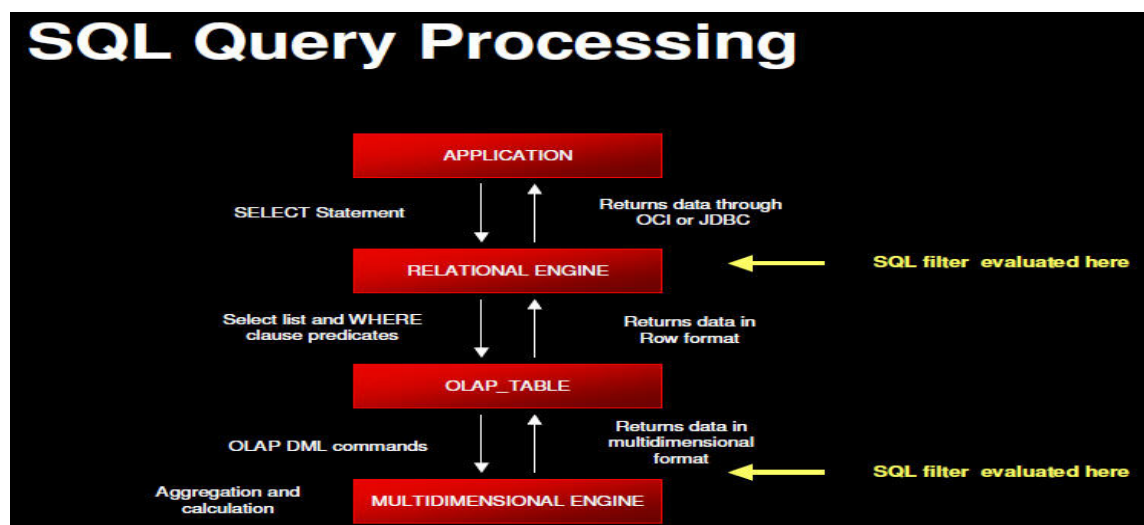 SQL Query Processing
APPLICATION
SELECT Statement
Returns data through
OCI or JDBC
RELATIONAL ENGINE
SQL filter evaluated here
Select list and WHERE
clause predicates
Returns data in
Row format
OLAP_TABLE
OLAP DML commands
Returns data in
multidimensional
format
SQL filter evaluated here
Aggregation and
calculation
MULTIDIMENSIONAL ENGINE